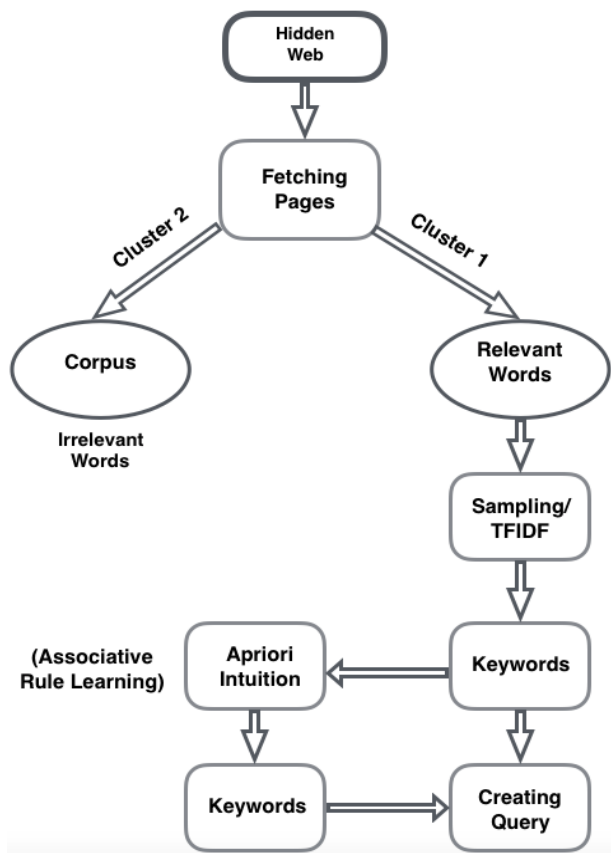 Hidden
Web
Fetching
Pages
Cluster 2
Cluster 1
Corpus
Relevant
Words
Irrelevant
Words
Sampling/
TFIDF
(Associative
Rule Learning)
Apriori
Intuition
Keywords
Keywords
Creating
Query